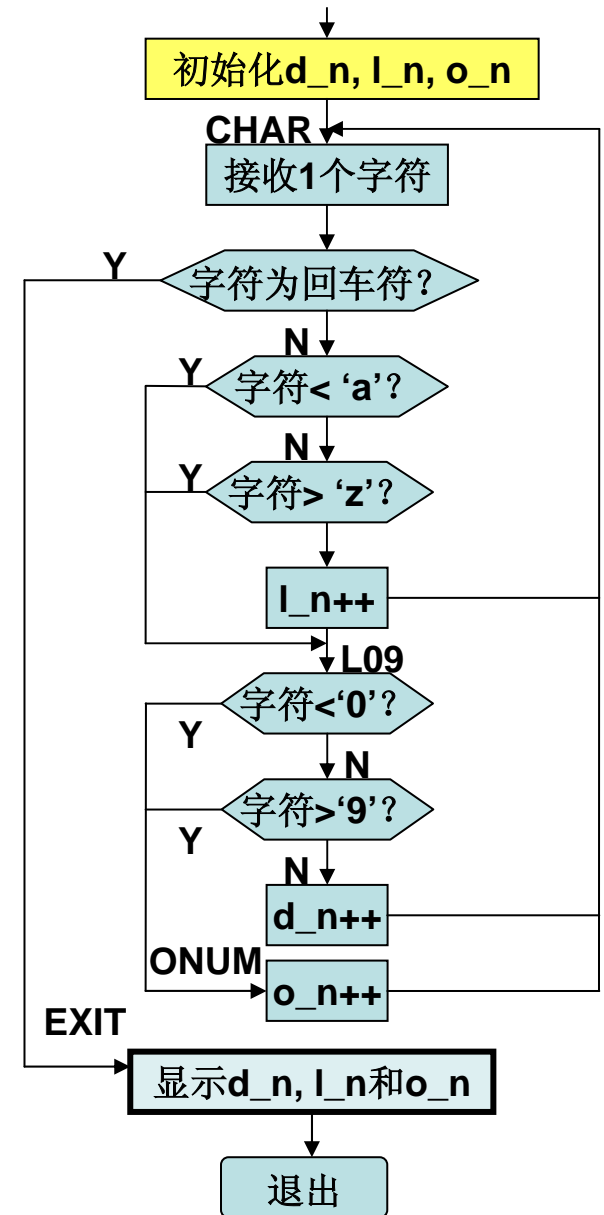 初始化d_n, l_n, o_n
CHAR
接收1个字符
Y
字符为回车符？
N
Y
字符< ‘a’？
N
Y
字符> ‘z’？
l_n++
L09
字符<‘0’？
Y
N
字符>‘9’？
Y
N
d_n++
ONUM
o_n++
EXIT
显示d_n, l_n和o_n
退出